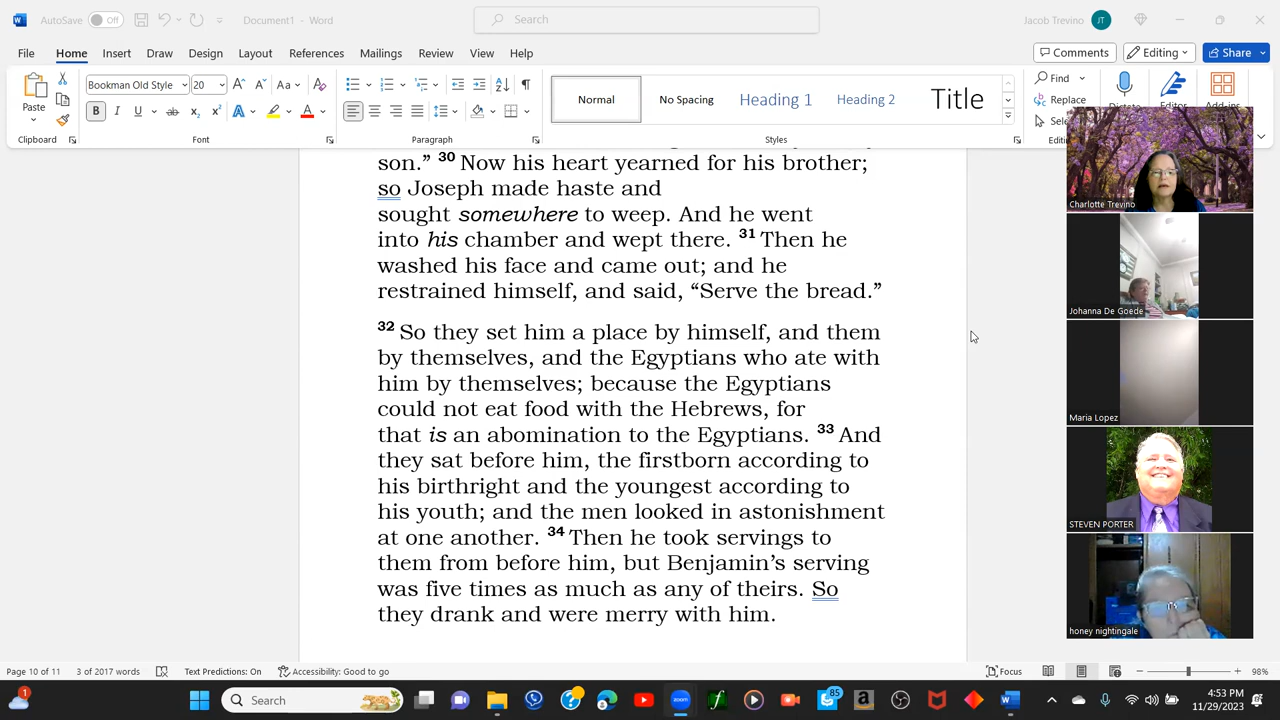 AutoSave Off Document1 - Word Search Jacob Trevino JT
File Home Insert Draw Design Layout References Mailings Review View Help Comments Editing Share
Paste Bookman Old Style 20 Aa Normal No Spacing Heading 1 Heading 2 Title Find
Replace
Clipboard Font Paragraph Styles
son.” 30 Now his heart yearned for his brother;
so Joseph made haste and
sought somewhere to weep. And he went
into his chamber and wept there. 31 Then he
washed his face and came out; and he
restrained himself, and said, “Serve the bread.”
32 So they set him a place by himself, and them
by themselves, and the Egyptians who ate with
him by themselves; because the Egyptians
could not eat food with the Hebrews, for
that is an abomination to the Egyptians. 33 And
they sat before him, the firstborn according to
his birthright and the youngest according to
his youth; and the men looked in astonishment
at one another. 34 Then he took servings to
them from before him, but Benjamin’s serving
was five times as much as any of theirs. So
they drank and were merry with him.
Charlotte Trevino
Johanna De Goede
Maria Lopez
STEVEN PORTER
honey nightingale
Page 10 of 11 3 of 2017 words Text Predictions: On Accessibility: Good to go Focus 98%
1 Search 85 4:53 PM
11/29/2023